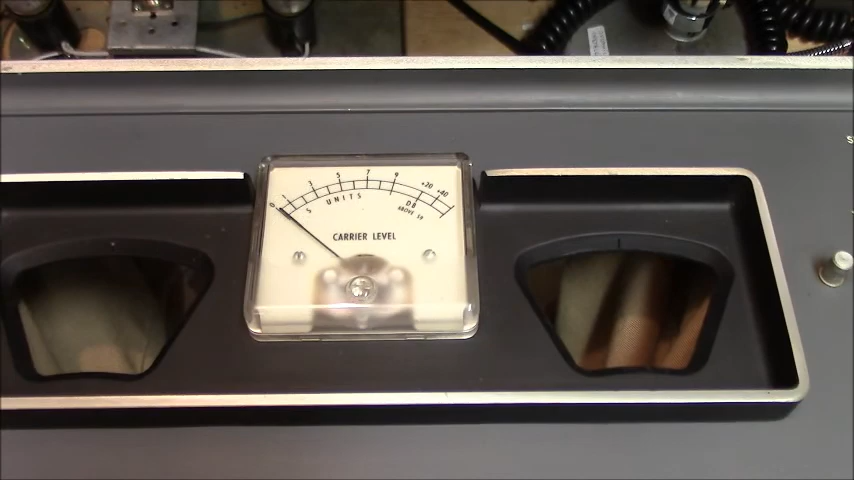 0 1 3 5 7 9 +20 +40
S UNITS DB
ABOVE S9
CARRIER LEVEL
S